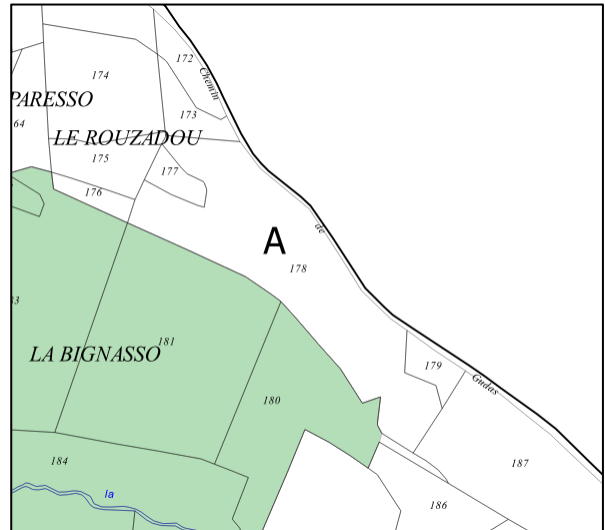 172
Chemin
174
PARESSO
173
64
LE ROUZADOU
175
177
176
de
A
178
3
LA BIGNASSO
181
179
Gudas
180
184
187
la
186